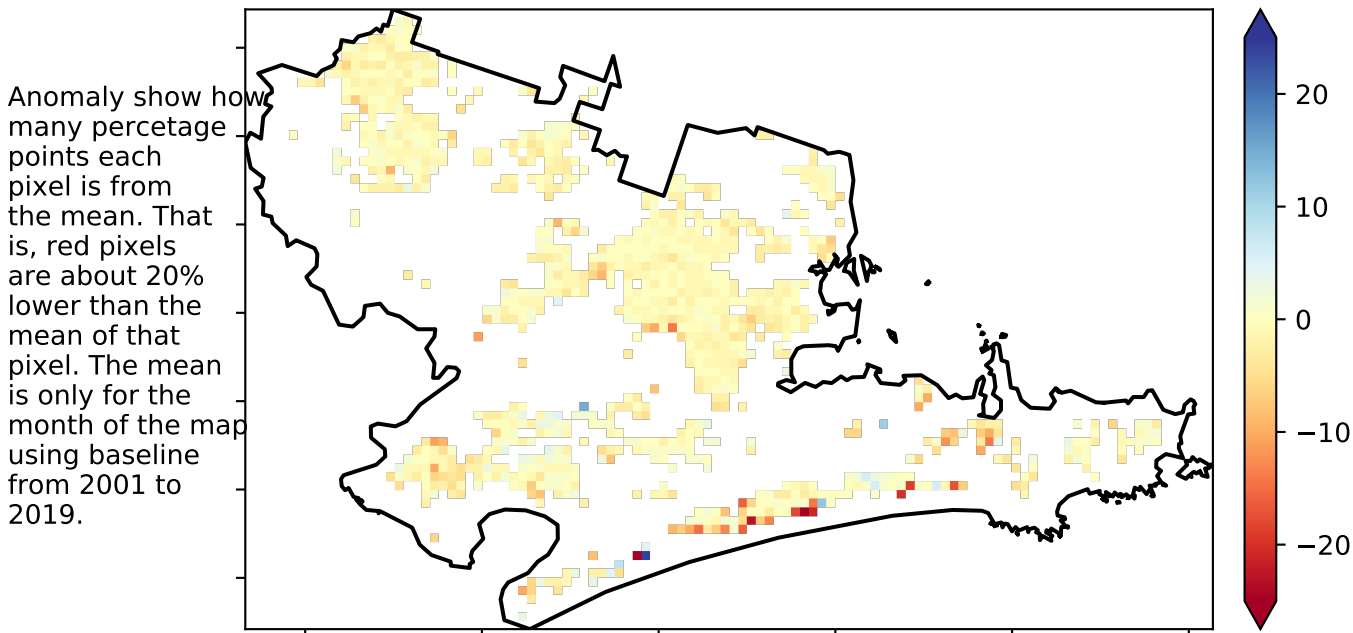 Anomaly show how
many percetage
points each
pixel is from
the mean. That
is, red pixels
are about 20%
lower than the
mean of that
pixel. The mean
is only for the
month of the map
using baseline
from 2001 to
2019.
20
10
0
−10
−20